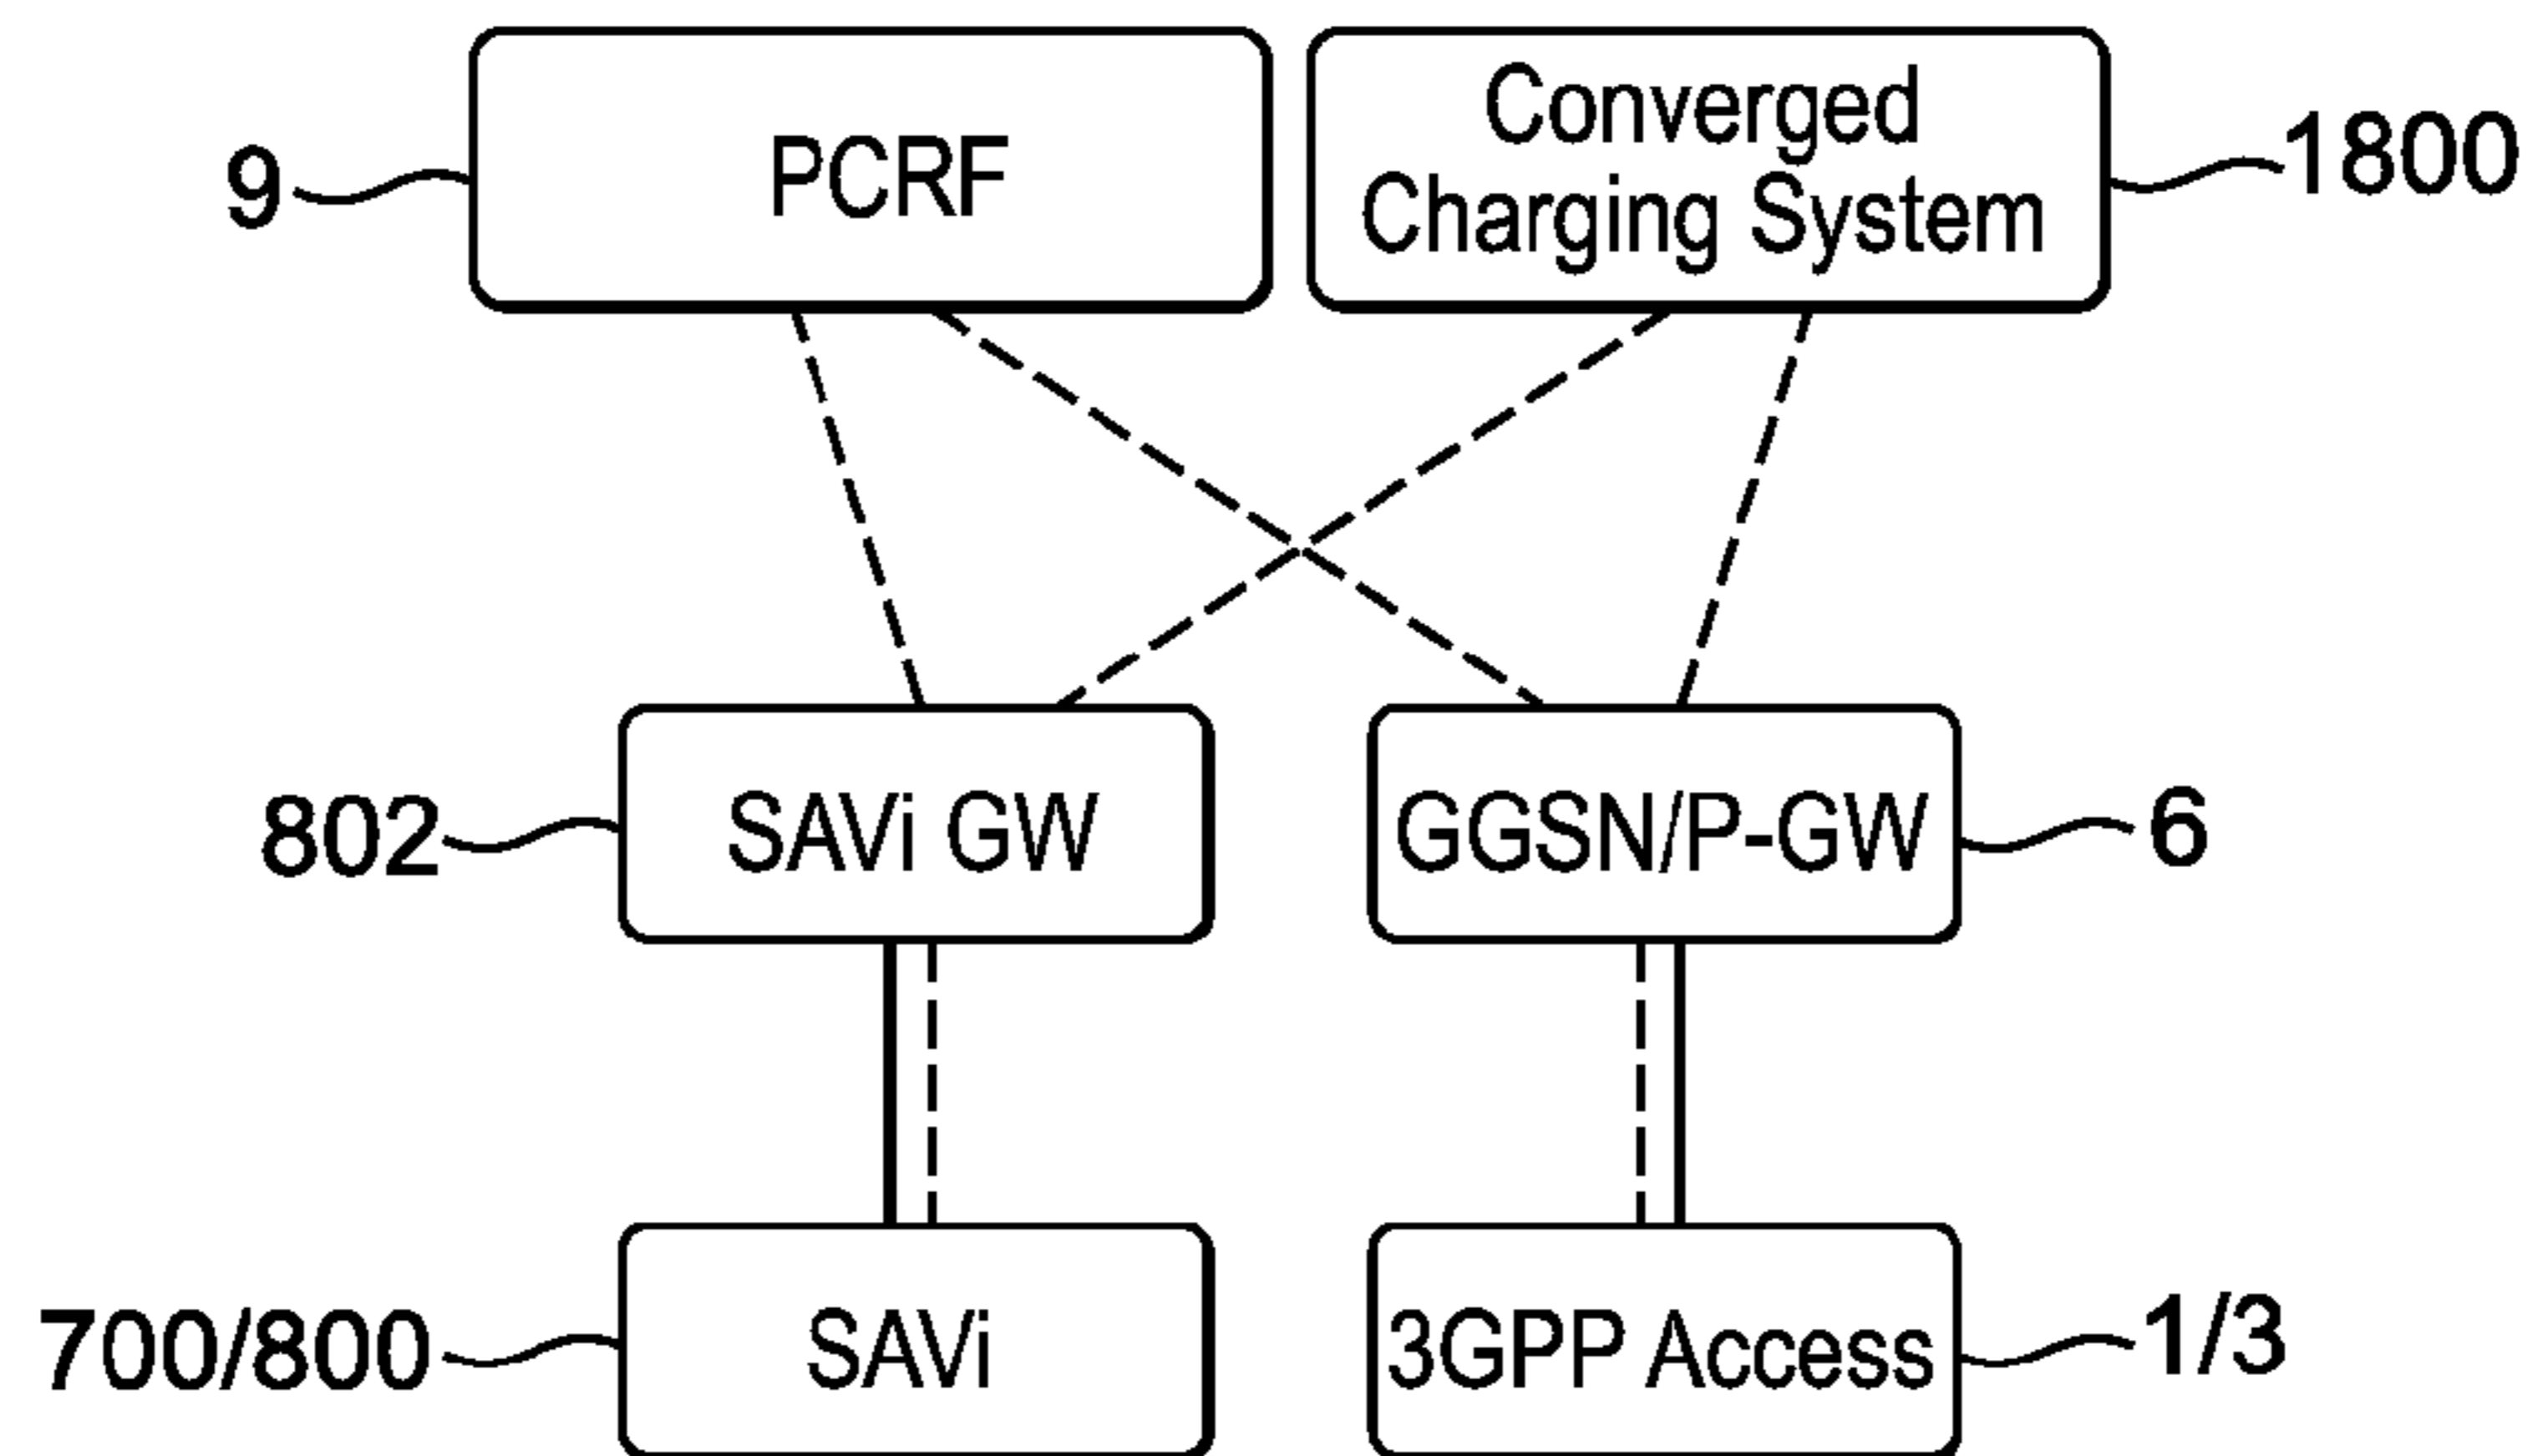 9
PCRF
Converged
Charging System
1800
802
SAVi GW
GGSN/P-GW
6
700/800
SAVi
3GPP Access
1/3